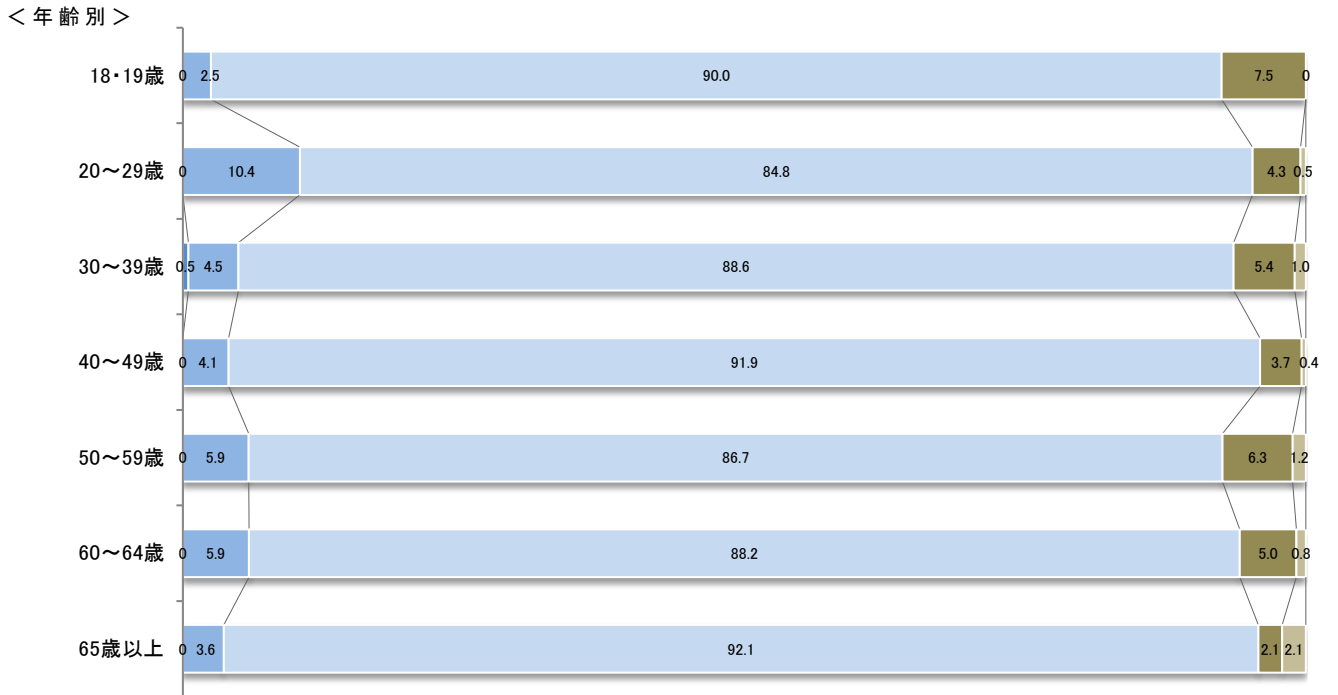 ＜年齢別＞
18・19歳 0 2.5 90.0 7.5 0
20～29歳 0 10.4 84.8 4.3 0.5
30～39歳 0.5 4.5 88.6 5.4 1.0
40～49歳 0 4.1 91.9 3.7 0.4
50～59歳 0 5.9 86.7 6.3 1.2
60～64歳 0 5.9 88.2 5.0 0.8
65歳以上 0 3.6 92.1 2.1 2.1